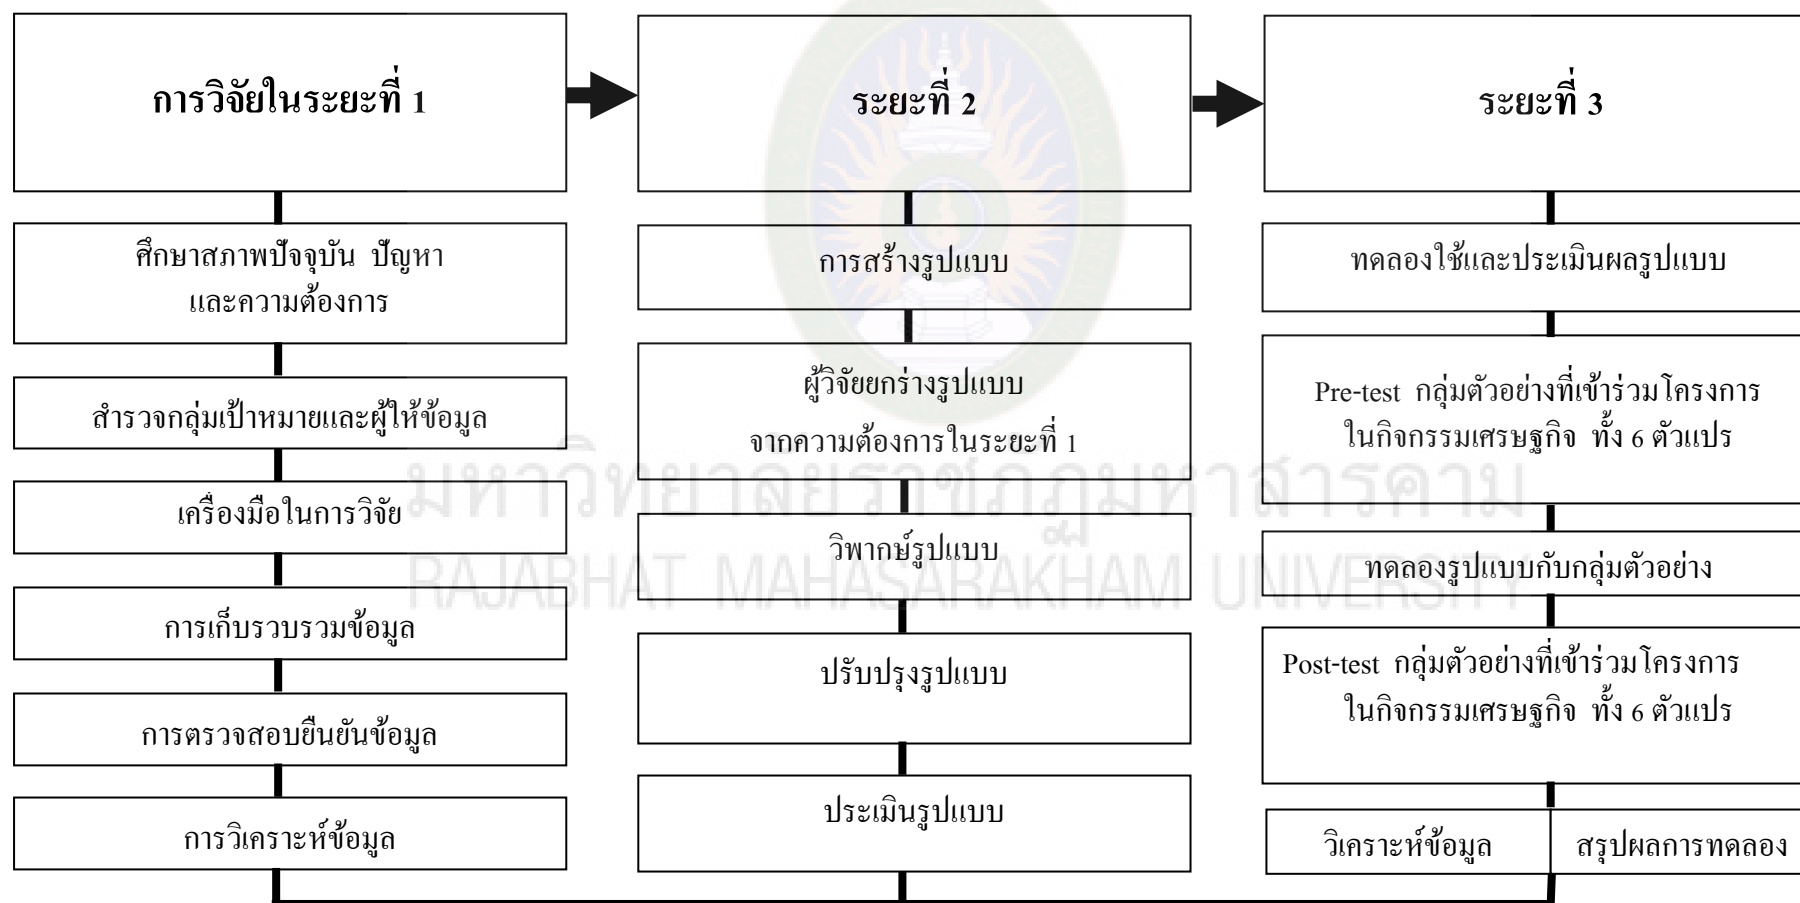 การวิจัยในระยะที่ 1
ศึกษาสภาพปัจจุบัน ปัญหา
และความต้องการ
สำรวจกลุ่มเป้าหมายและผู้ให้ข้อมูล
เครื่องมือในการวิจัย
การเก็บรวบรวมข้อมูล
การตรวจสอบยืนยันข้อมูล
การวิเคราะห์ข้อมูล
ระยะที่ 2
การสร้างรูปแบบ
ผู้วิจัยยกร่างรูปแบบ
จากความต้องการในระยะที่ 1
วิพากษ์รูปแบบ
ปรับปรุงรูปแบบ
ประเมินรูปแบบ
ระยะที่ 3
ทดลองใช้และประเมินผลรูปแบบ
Pre-test กลุ่มตัวอย่างที่เข้าร่วมโครงการ
ในกิจกรรมเศรษฐกิจ ทั้ง 6 ตัวแปร
ทดลองรูปแบบกับกลุ่มตัวอย่าง
Post-test กลุ่มตัวอย่างที่เข้าร่วมโครงการ
ในกิจกรรมเศรษฐกิจ ทั้ง 6 ตัวแปร
วิเคราะห์ข้อมูล
สรุปผลการทดลอง
มหาวิทยาลัยราชภัฏมหาสารคาม
RAJABHAT MAHASARAKHAM UNIVERSITY